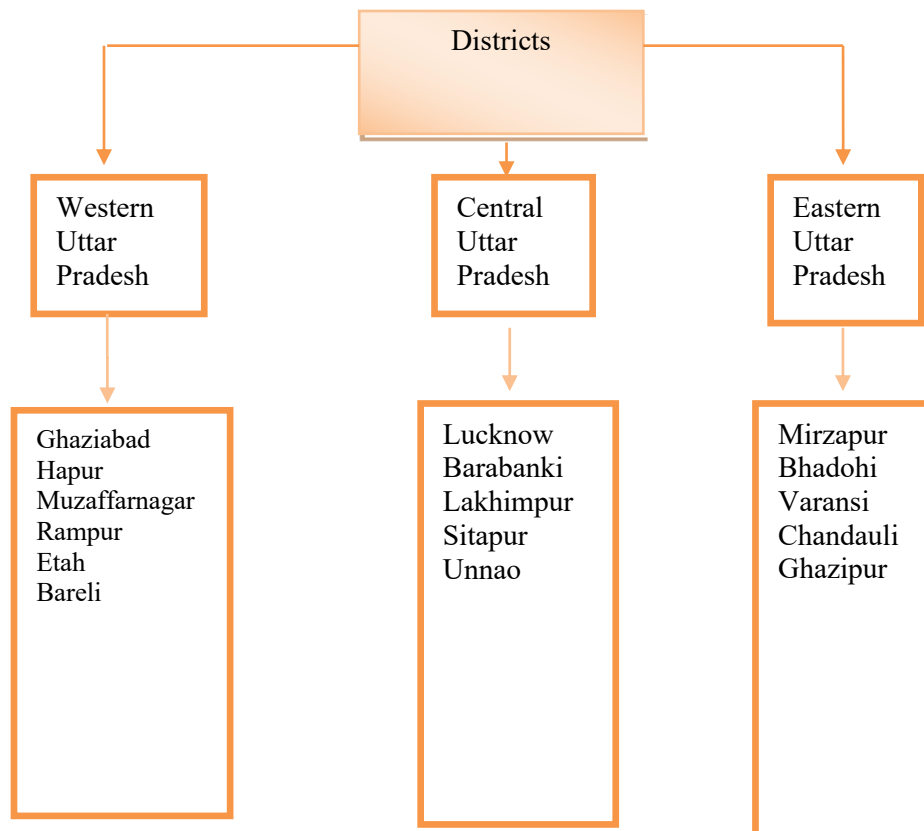 Districts
Western
Uttar
Pradesh
Central
Uttar
Pradesh
Eastern
Uttar
Pradesh
Ghaziabad
Hapur
Muzaffarnagar
Rampur
Etah
Bareli
Lucknow
Barabanki
Lakhimpur
Sitapur
Unnao
Mirzapur
Bhadohi
Varansi
Chandauli
Ghazipur